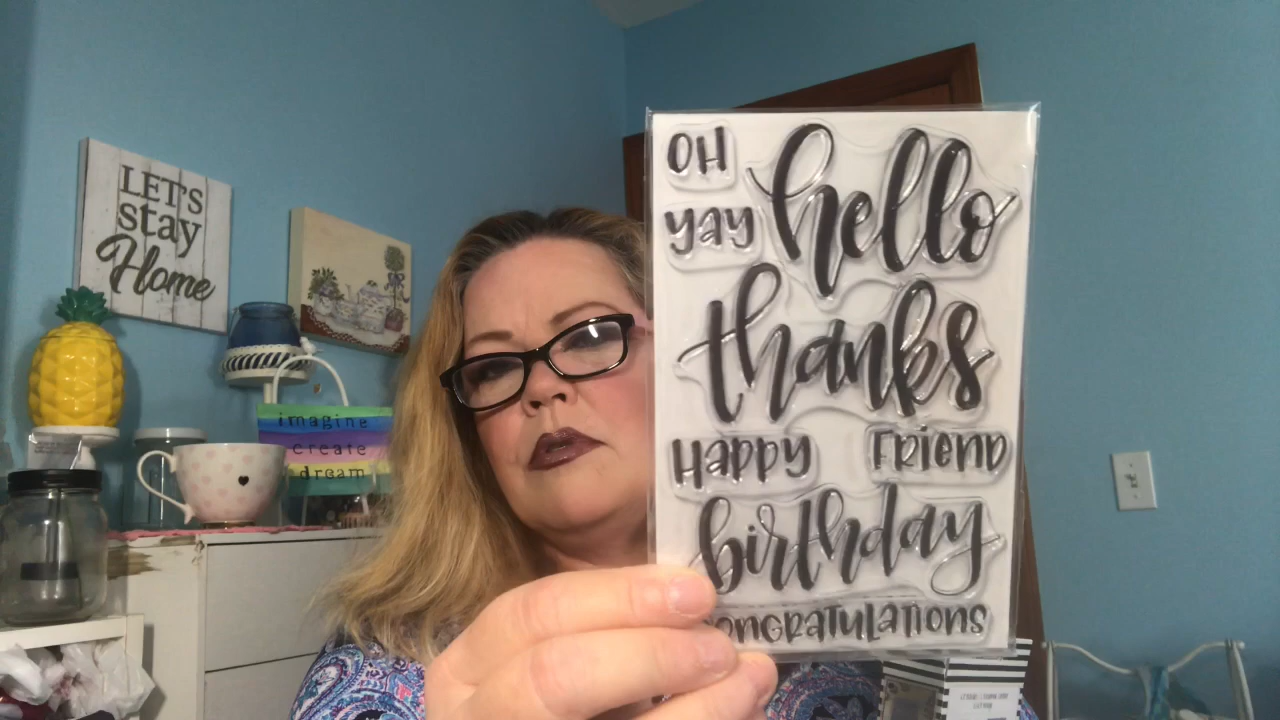 LET'S
stay
Home
imagine
create
dream
OH
yay
hello
thanks
Happy
Friend
birthday
congratulations